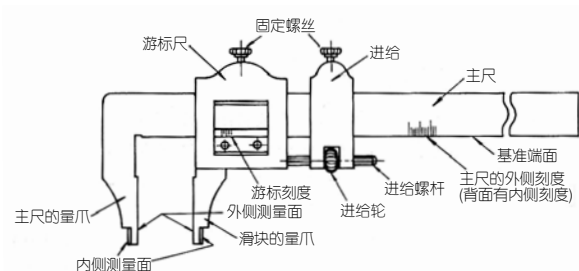 固定螺丝
游标尺
进给
主尺
基准端面
游标刻度
进给螺杆
主尺的外侧刻度
(背面有内侧刻度)
主尺的量爪
外侧测量面
进给轮
滑块的量爪
内侧测量面